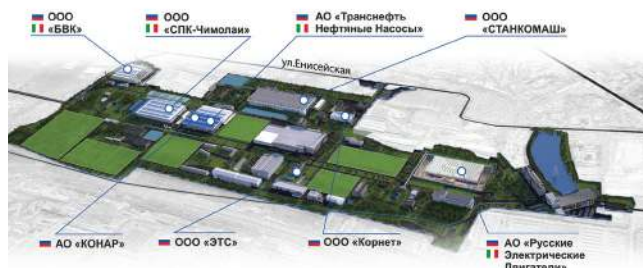 ООО
«БВК»
ООО
«СПК-Чимолаи»
АО «Транснефть
Нефтяные Насосы»
ООО
«СТАНКОМАШ»
ул.Енисейская
АО «КОНАР»
ООО «ЭТС»
ООО «Корнет»
АО «Русские
Электрические
Двигатели»